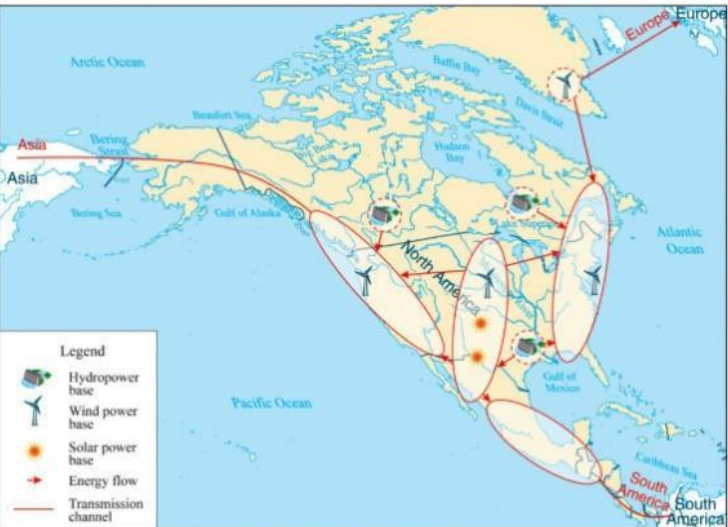 Europe
Europe
Arctic Ocean
Baffin Bay
Davis Strait
Beaufort Sea
Asia
Bering
Strait
Asia
Hudson
Bay
Bering Sea
Gulf of Alaska
Atlantic
Ocean
North America
Pacific Ocean
Gulf of
Mexico
Caribbean Sea
South
America
South
America
Legend
Hydropower
base
Wind power
base
Solar power
base
Energy flow
Transmission
channel